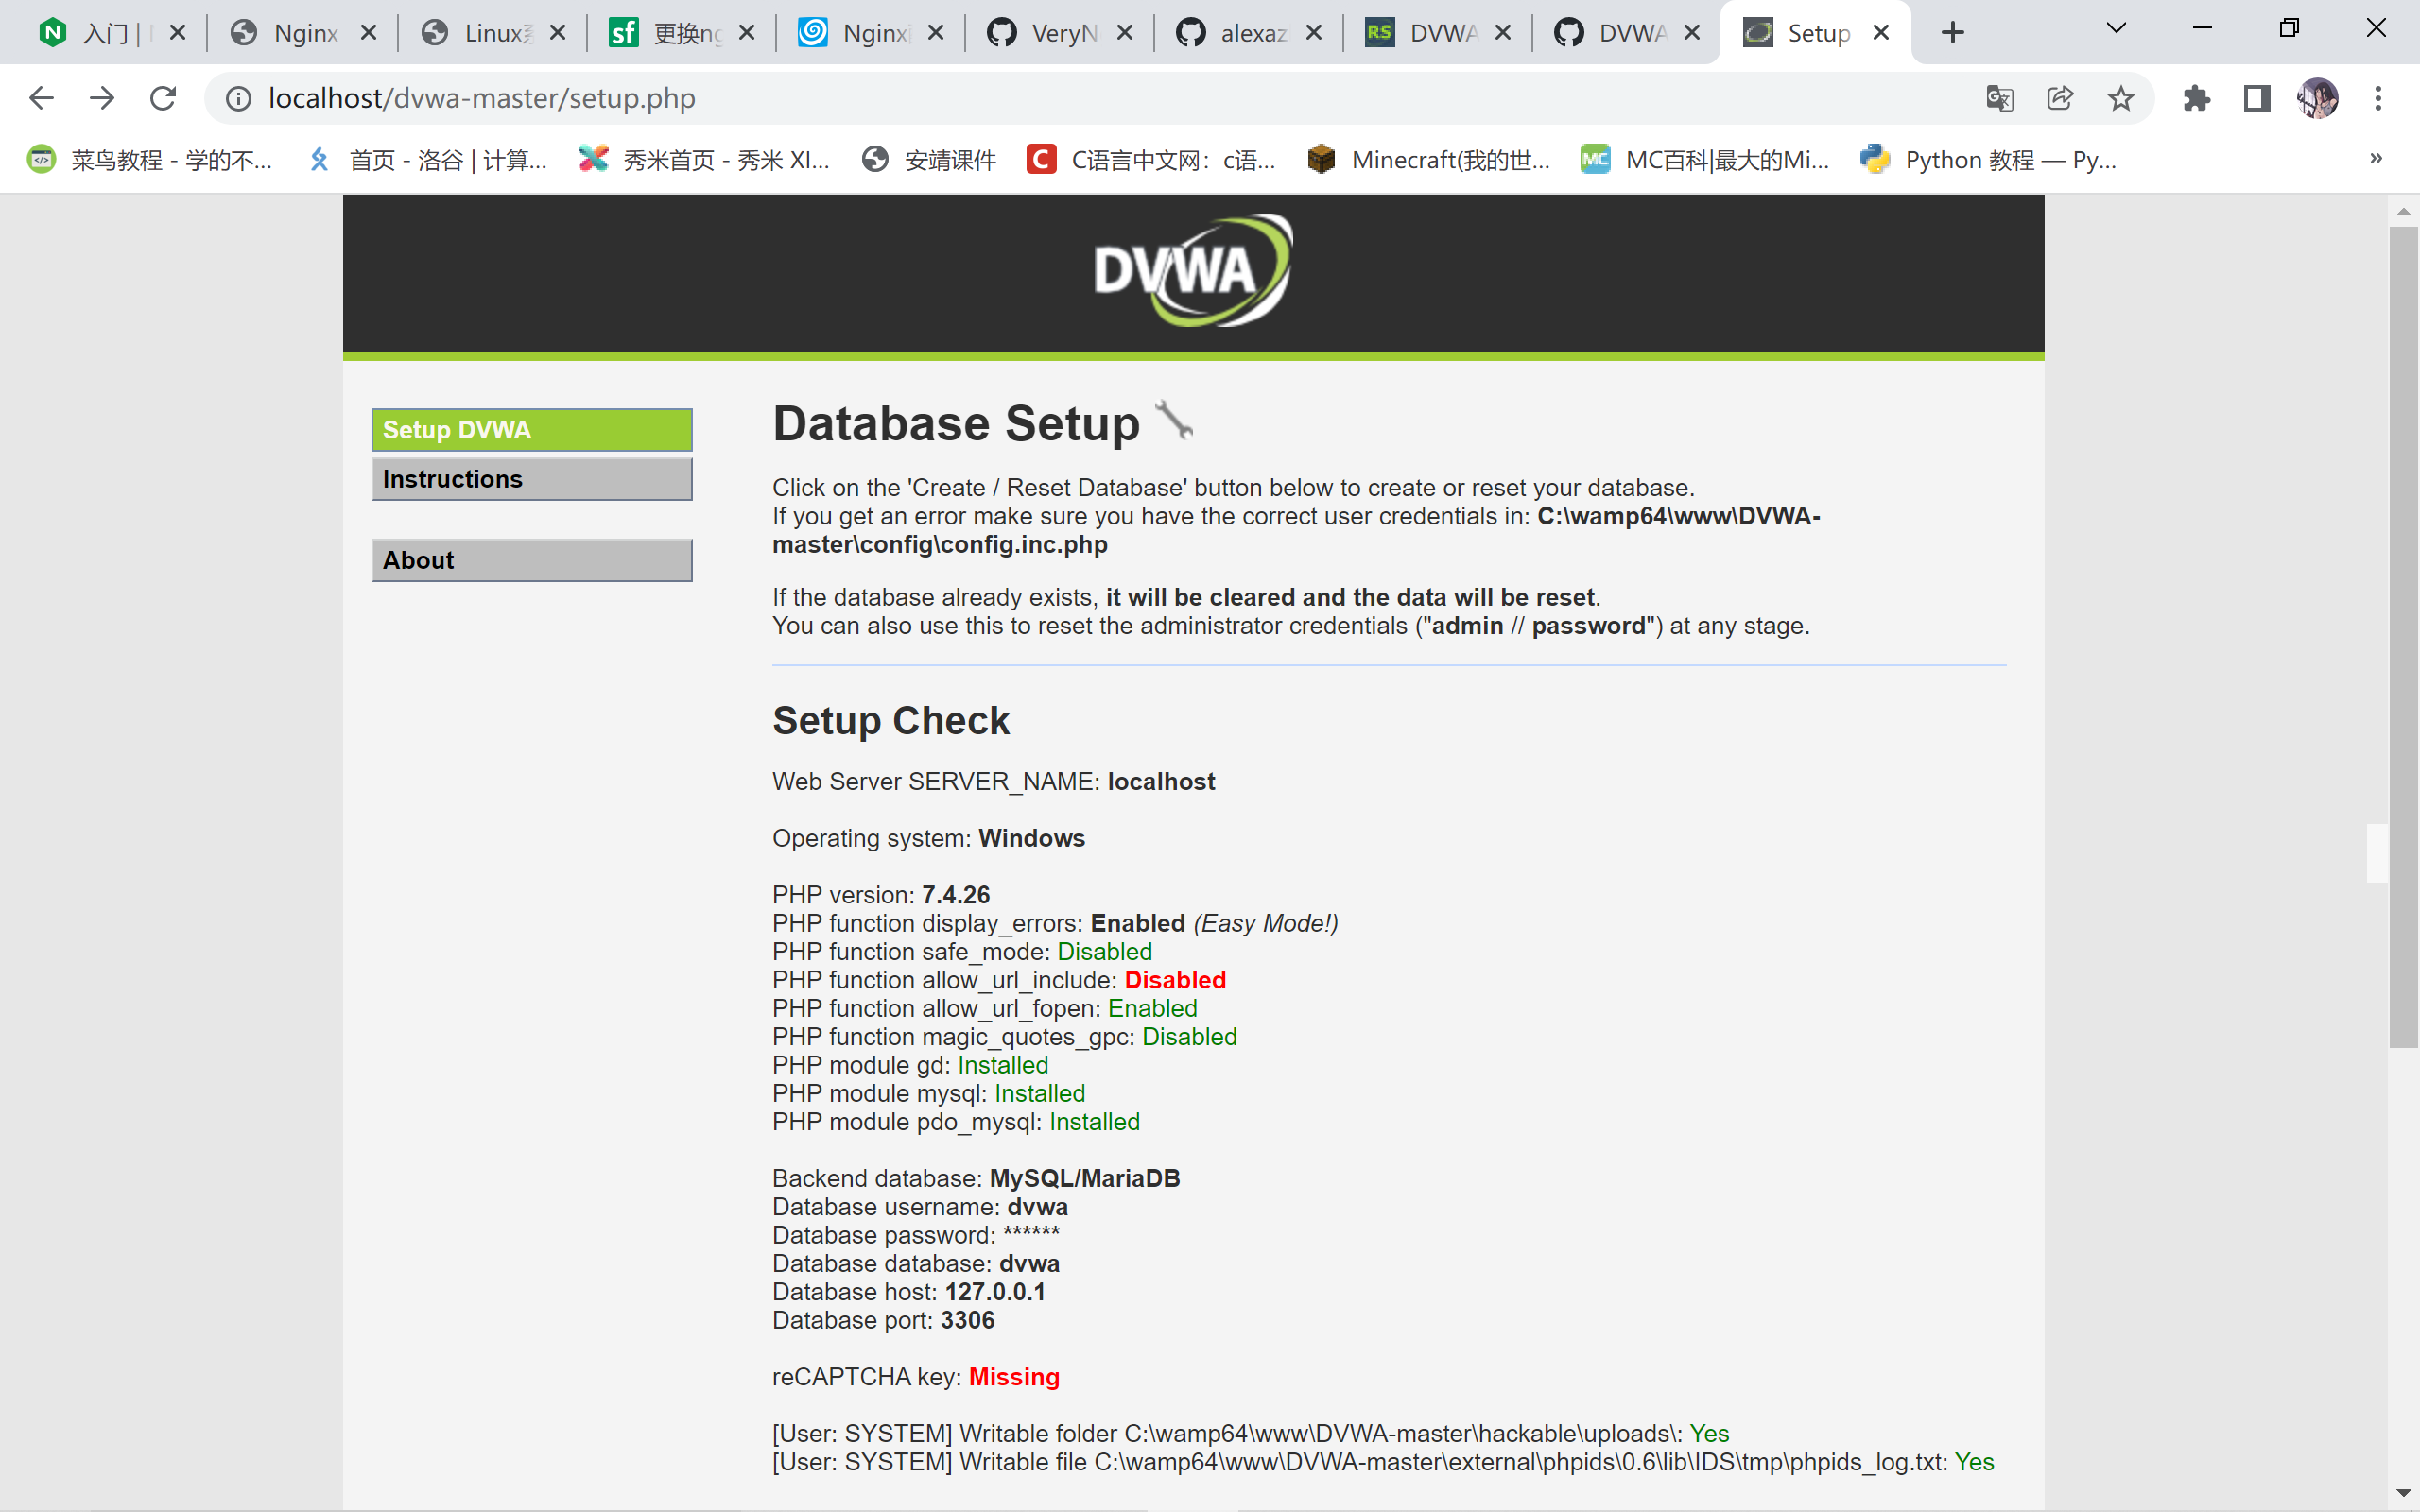 入门 |
Nginx
Linux系
更换ng
Nginx
VeryN
alexaz
DVWA
DVWA
Setup
localhost/dvwa-master/setup.php
菜鸟教程 - 学的不...
首页 - 洛谷 | 计算...
秀米首页 - 秀米 XI...
安靖课件
C语言中文网：c语...
Minecraft(我的世...
MC百科|最大的Mi...
Python 教程 — Py...
»
DVWA
Setup DVWA
Instructions
About
Database Setup
Click on the 'Create / Reset Database' button below to create or reset your database.
If you get an error make sure you have the correct user credentials in: C:\wamp64\www\DVWA-
master\config\config.inc.php
If the database already exists, it will be cleared and the data will be reset.
You can also use this to reset the administrator credentials ("admin // password") at any stage.
Setup Check
Web Server SERVER_NAME: localhost
Operating system: Windows
PHP version: 7.4.26
PHP function display_errors: Enabled (Easy Mode!)
PHP function safe_mode: Disabled
PHP function allow_url_include: Disabled
PHP function allow_url_fopen: Enabled
PHP function magic_quotes_gpc: Disabled
PHP module gd: Installed
PHP module mysql: Installed
PHP module pdo_mysql: Installed
Backend database: MySQL/MariaDB
Database username: dvwa
Database password: ******
Database database: dvwa
Database host: 127.0.0.1
Database port: 3306
reCAPTCHA key: Missing
[User: SYSTEM] Writable folder C:\wamp64\www\DVWA-master\hackable\uploads\: Yes
[User: SYSTEM] Writable file C:\wamp64\www\DVWA-master\external\phpids\0.6\lib\IDS\tmp\phpids_log.txt: Yes